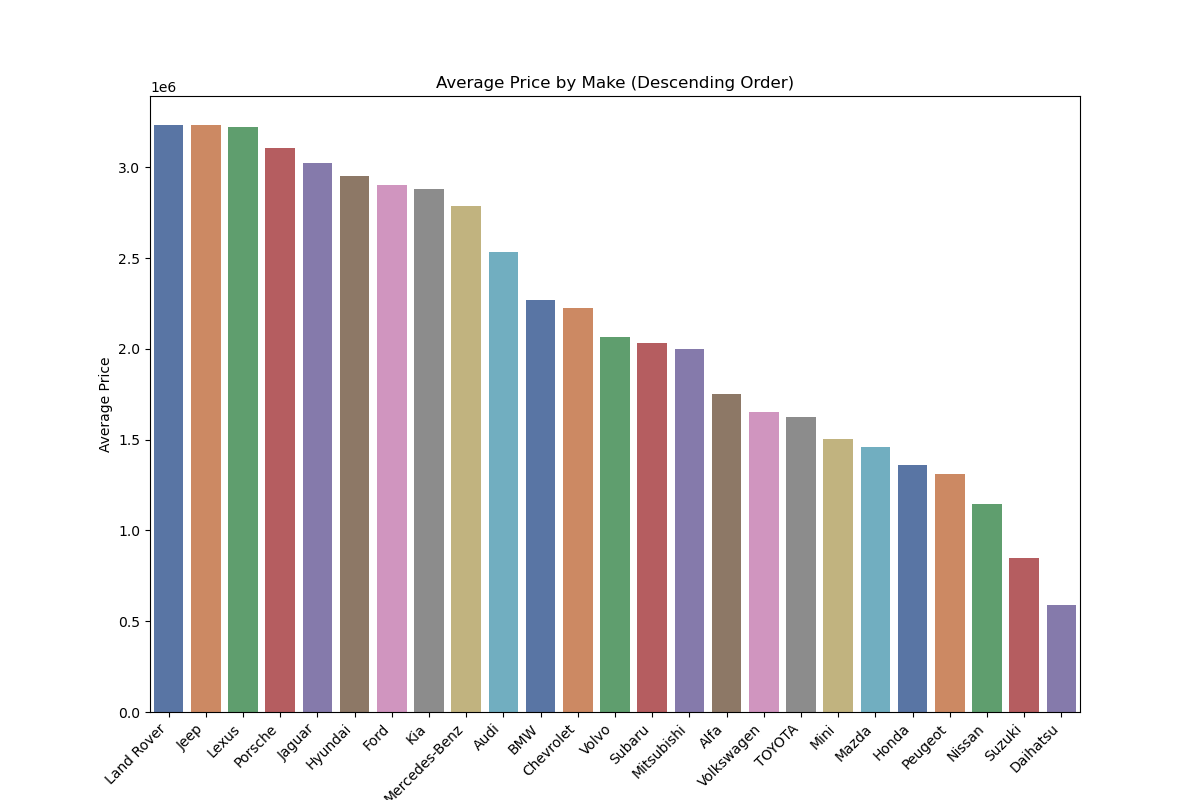 Average Price by Make (Descending Order)
1e6
Average Price
3.0
2.5
2.0
1.5
1.0
0.5
0.0
Land Rover
Jeep
Lexus
Porsche
Jaguar
Hyundai
Ford
Kia
Mercedes-Benz
Audi
BMW
Chevrolet
Volvo
Subaru
Mitsubishi
Alfa
Volkswagen
TOYOTA
Mini
Mazda
Honda
Peugeot
Nissan
Suzuki
Daihatsu